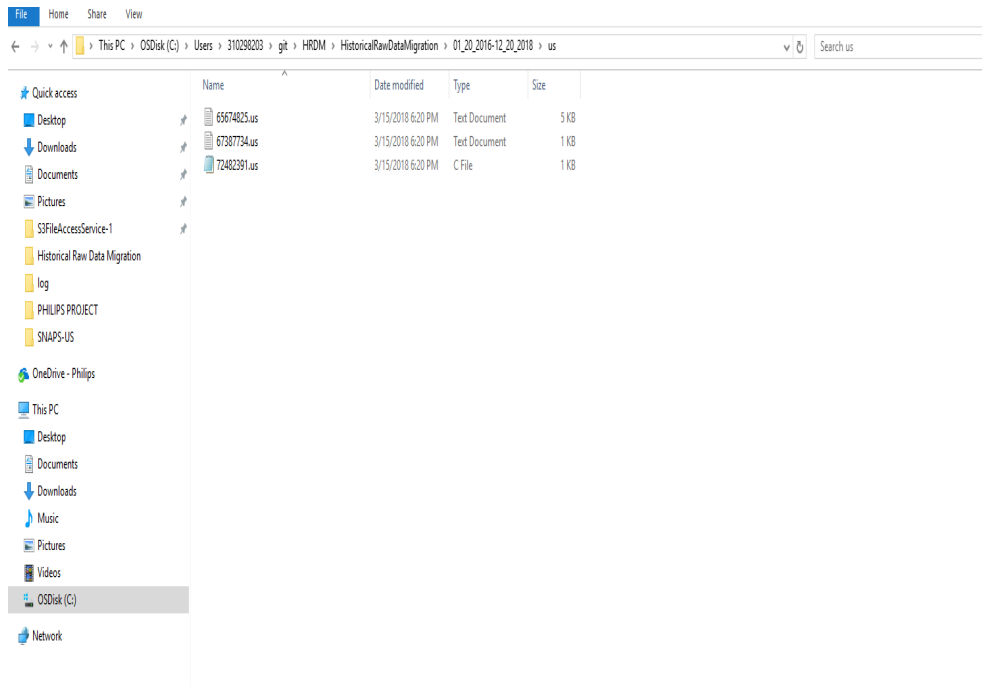 File Home Share View
This PC › OSDisk (C:) › Users › 310298203 › git › HRDM › HistoricalRawDataMigration › 01_20_2016-12_20_2018 › us Search us
Name Date modified Type Size
65674825.us 3/15/2018 6:20 PM Text Document 5 KB
67387734.us 3/15/2018 6:20 PM Text Document 1 KB
72482391.us 3/15/2018 6:20 PM C File 1 KB
Quick access
Desktop
Downloads
Documents
Pictures
S3FileAccessService-1
Historical Raw Data Migration
log
PHILIPS PROJECT
SNAPS-US
OneDrive - Philips
This PC
Desktop
Documents
Downloads
Music
Pictures
Videos
OSDisk (C:)
Network